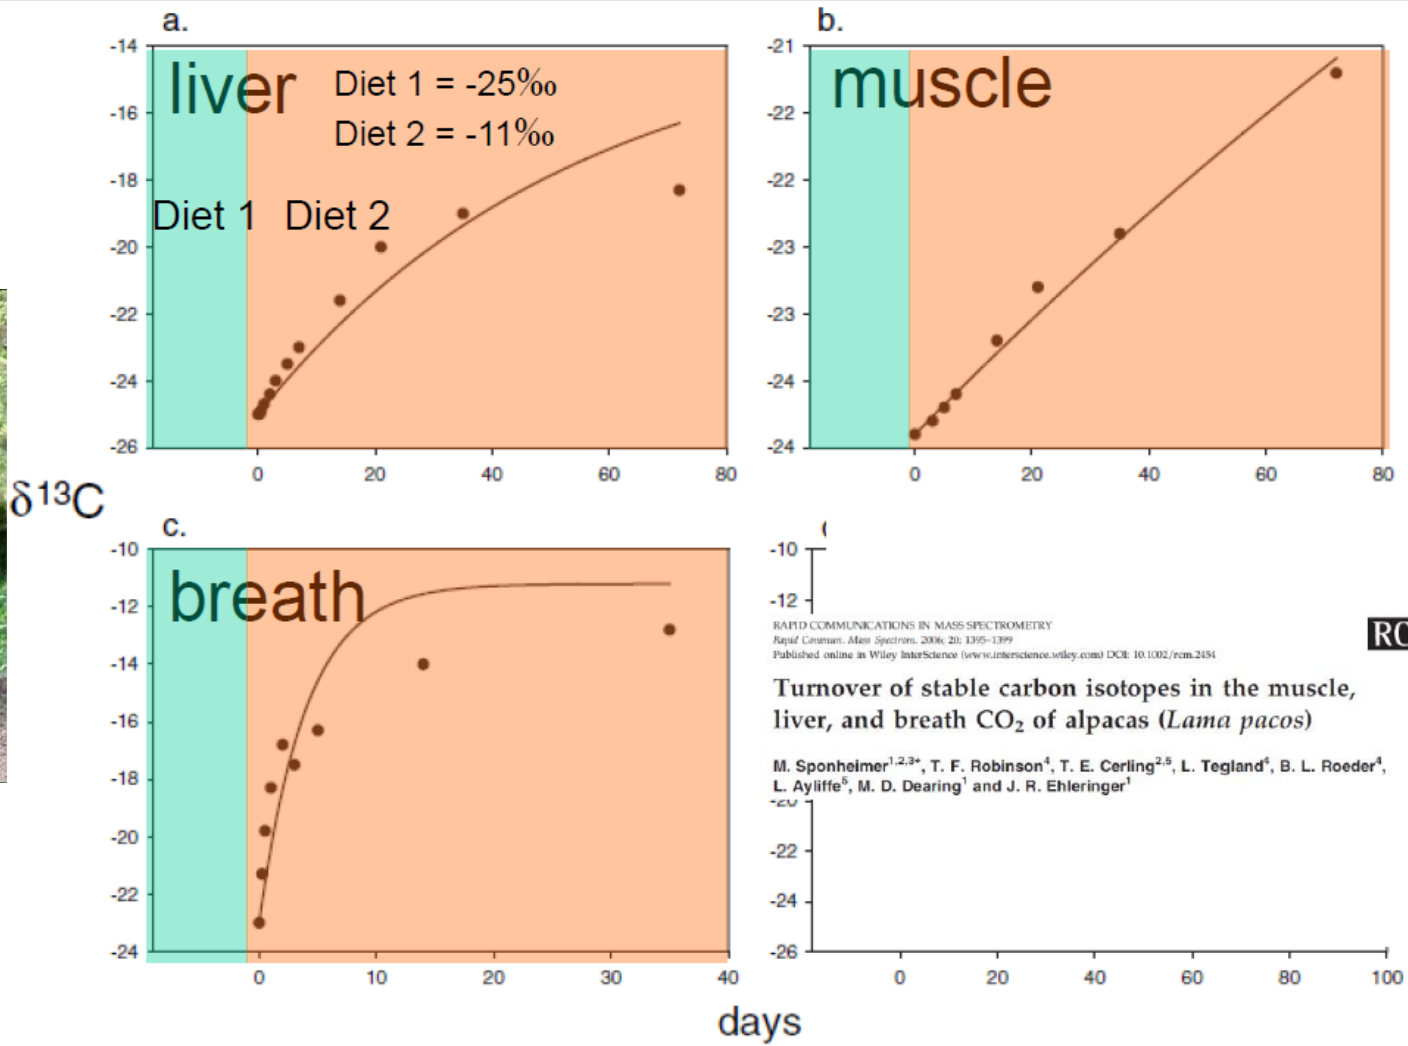 a.
liver
Diet 1 = -25‰
Diet 2 = -11‰
Diet 1 Diet 2
-14
-16
-18
-20
-22
-24
-26
0 20 40 60 80
b.
muscle
-21
-22
-22
-23
-23
-24
-24
0 20 40 60 80
δ13C
c.
breath
-10
-12
-14
-16
-18
-20
-22
-24
0 10 20 30 40
-10
-12
RAPID COMMUNICATIONS IN MASS SPECTROMETRY
Rapid Commun. Mass Spectrom. 2006; 20: 1395–1399
Published online in Wiley InterScience (www.interscience.wiley.com) DOI: 10.1002/rcm.2454
RC
Turnover of stable carbon isotopes in the muscle,
liver, and breath CO2 of alpacas (Lama pacos)
M. Sponheimer1,2,3*, T. F. Robinson4, T. E. Cerling2,5, L. Tegland4, B. L. Roeder4,
L. Ayliffe5, M. D. Dearing1 and J. R. Ehleringer1
-20
-22
-24
-26
0 20 40 60 80 100
days